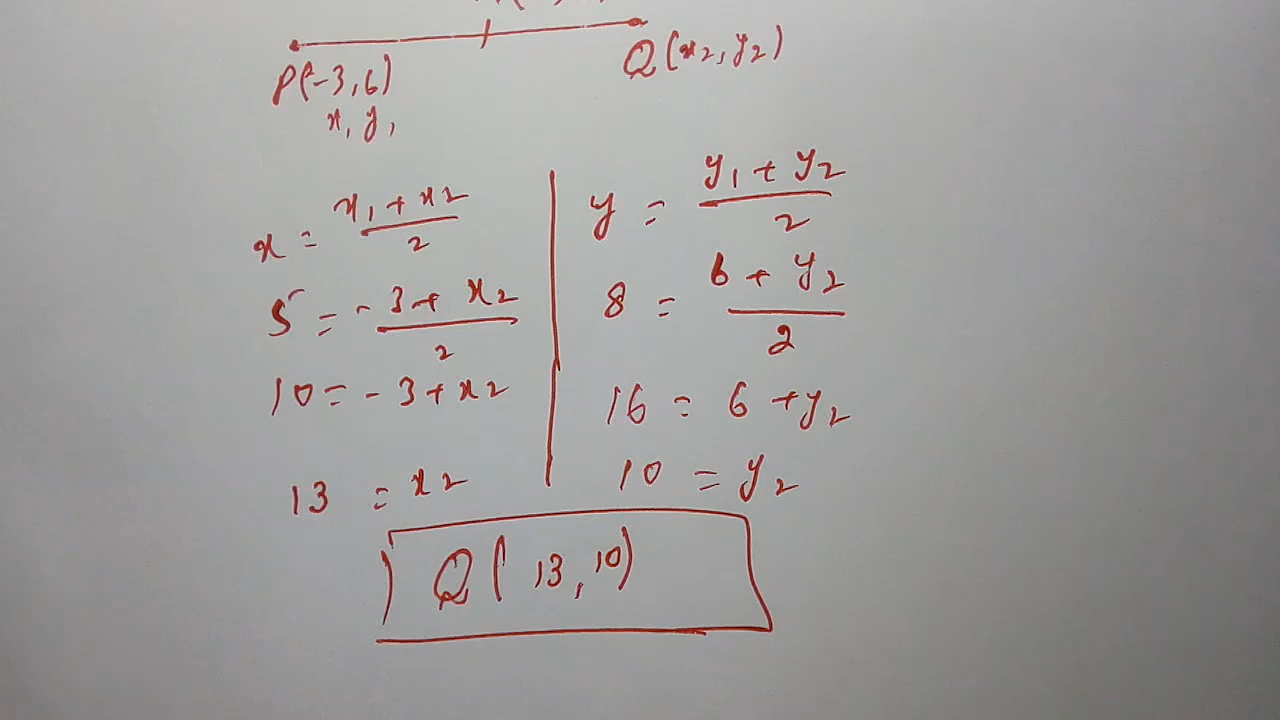 Q(x2, y2)
P(-3, 6)
x1 y1
x = x1 + x2 / 2
5 = -3 + x2 / 2
10 = -3 + x2
13 = x2
y = y1 + y2 / 2
8 = 6 + y2 / 2
16 = 6 + y2
10 = y2
Q( 13, 10)